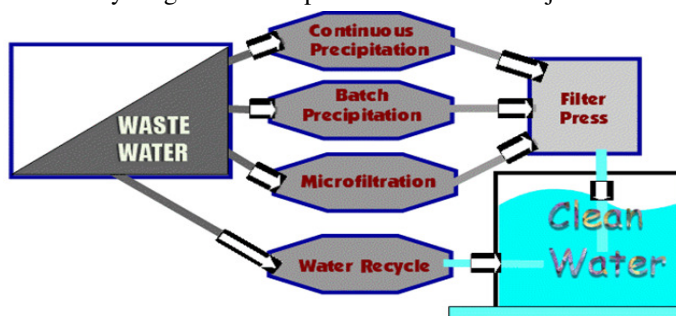 Continuous
Precipitation
Batch
Precipitation
WASTE
WATER
Filter
Press
Microfiltration
Clean
Water
Water Recycle